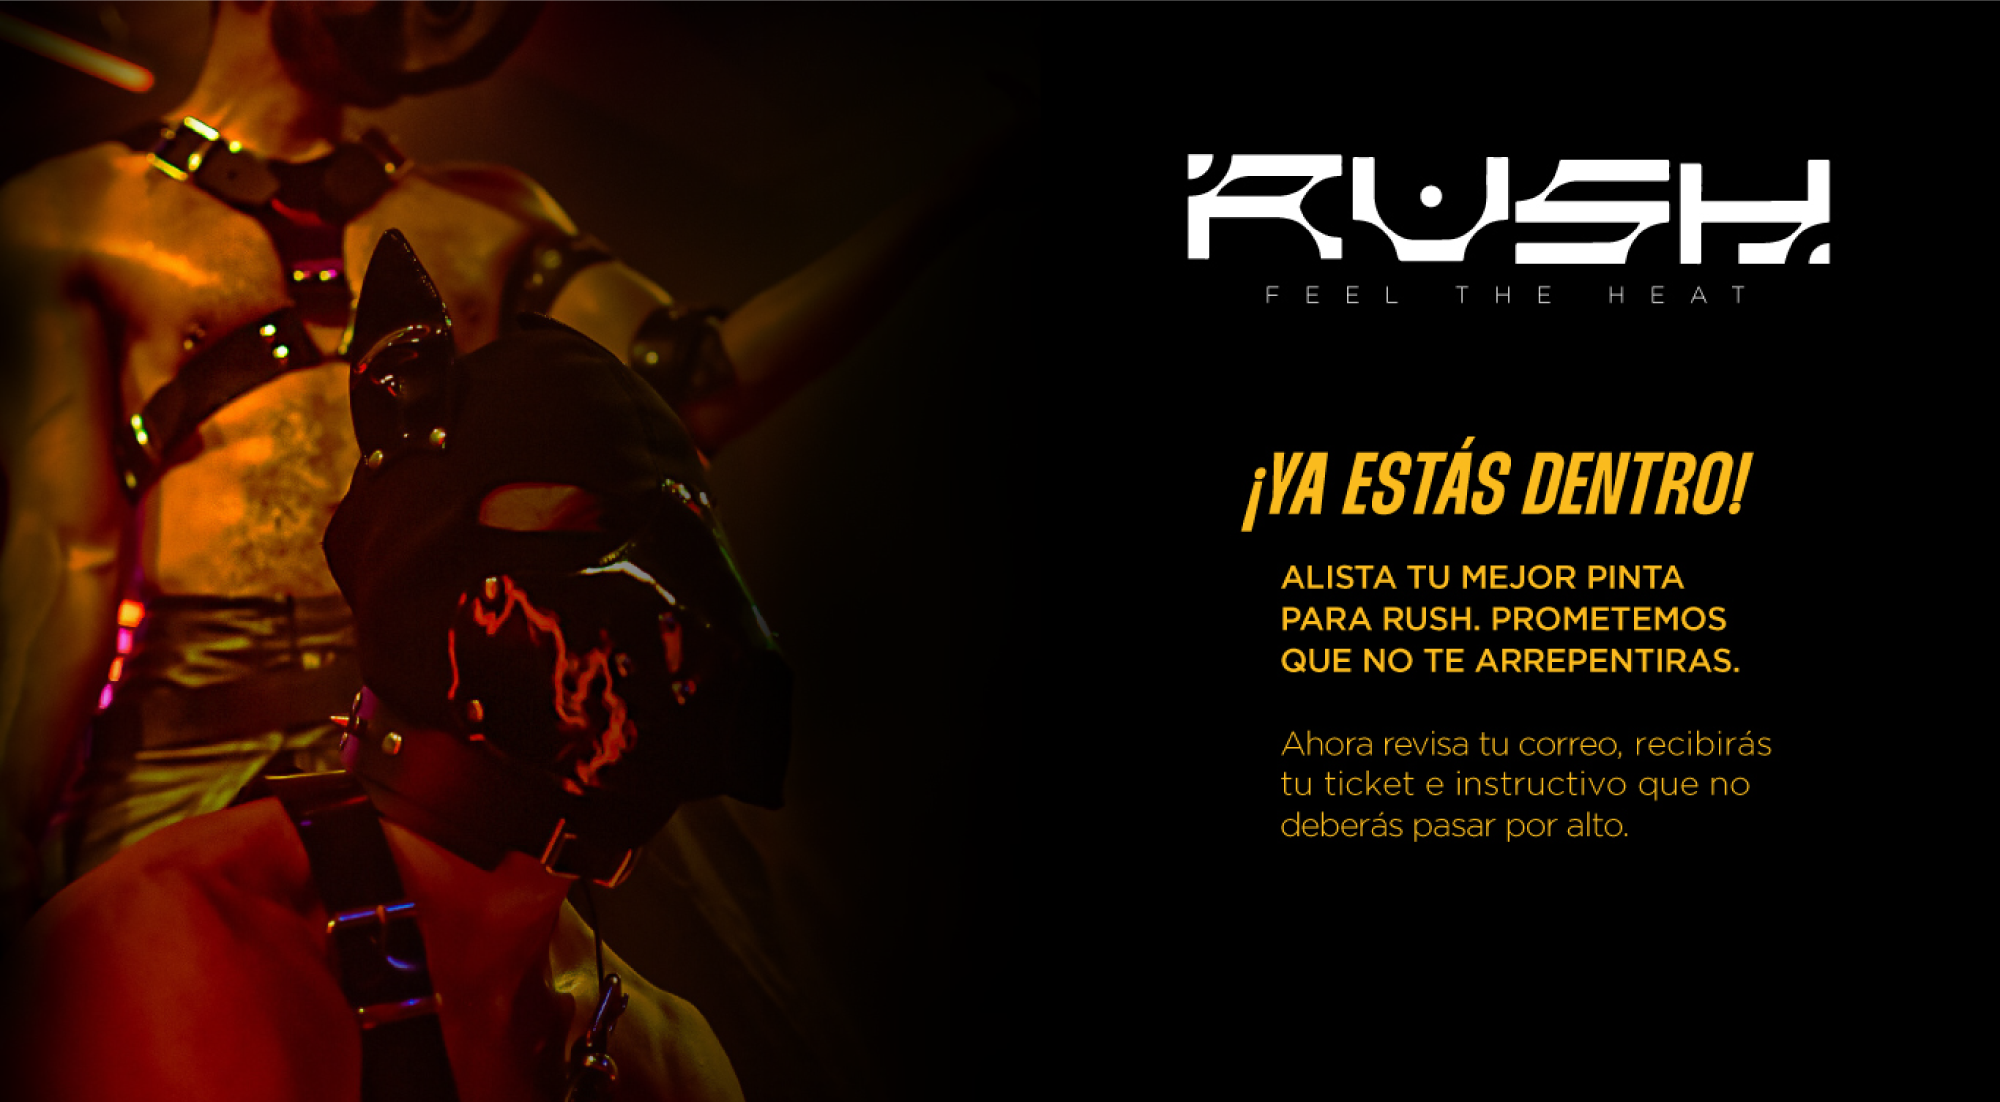 RUSH
FEEL THE HEAT
¡YA ESTÁS DENTRO!
ALISTA TU MEJOR PINTA
PARA RUSH. PROMETEMOS
QUE NO TE ARREPENTIRAS.
Ahora revisa tu correo, recibirás
tu ticket e instructivo que no
deberás pasar por alto.